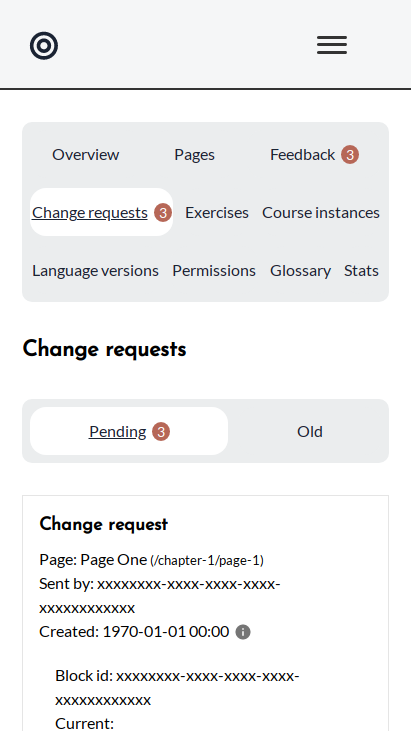 Overview Pages Feedback 3
Change requests 3 Exercises Course instances
Language versions Permissions Glossary Stats
Change requests
Pending 3 Old
Change request
Page: Page One (/chapter-1/page-1)
Sent by: xxxxxxxx-xxxx-xxxx-xxxx-
xxxxxxxxxxxx
Created: 1970-01-01 00:00
Block id: xxxxxxxx-xxxx-xxxx-xxxx-
xxxxxxxxxxxx
Current: